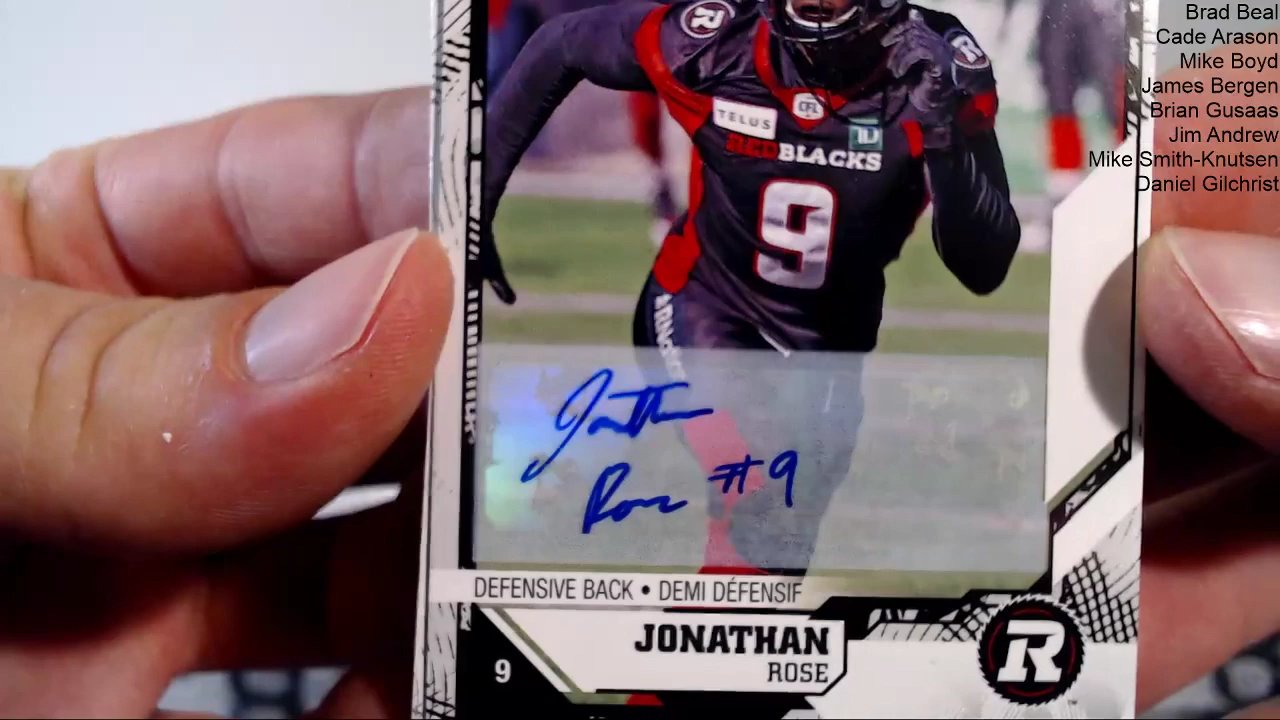 Brad Beal
Cade Arason
Mike Boyd
James Bergen
Brian Gusaas
Jim Andrew
Mike Smith-Knutsen
Daniel Gilchrist
R
R
TELUS
CFL
TD
REDBLACKS
9
Jonathan
Rose #9
DEFENSIVE BACK • DEMI DÉFENSIF
JONATHAN
ROSE
9
R